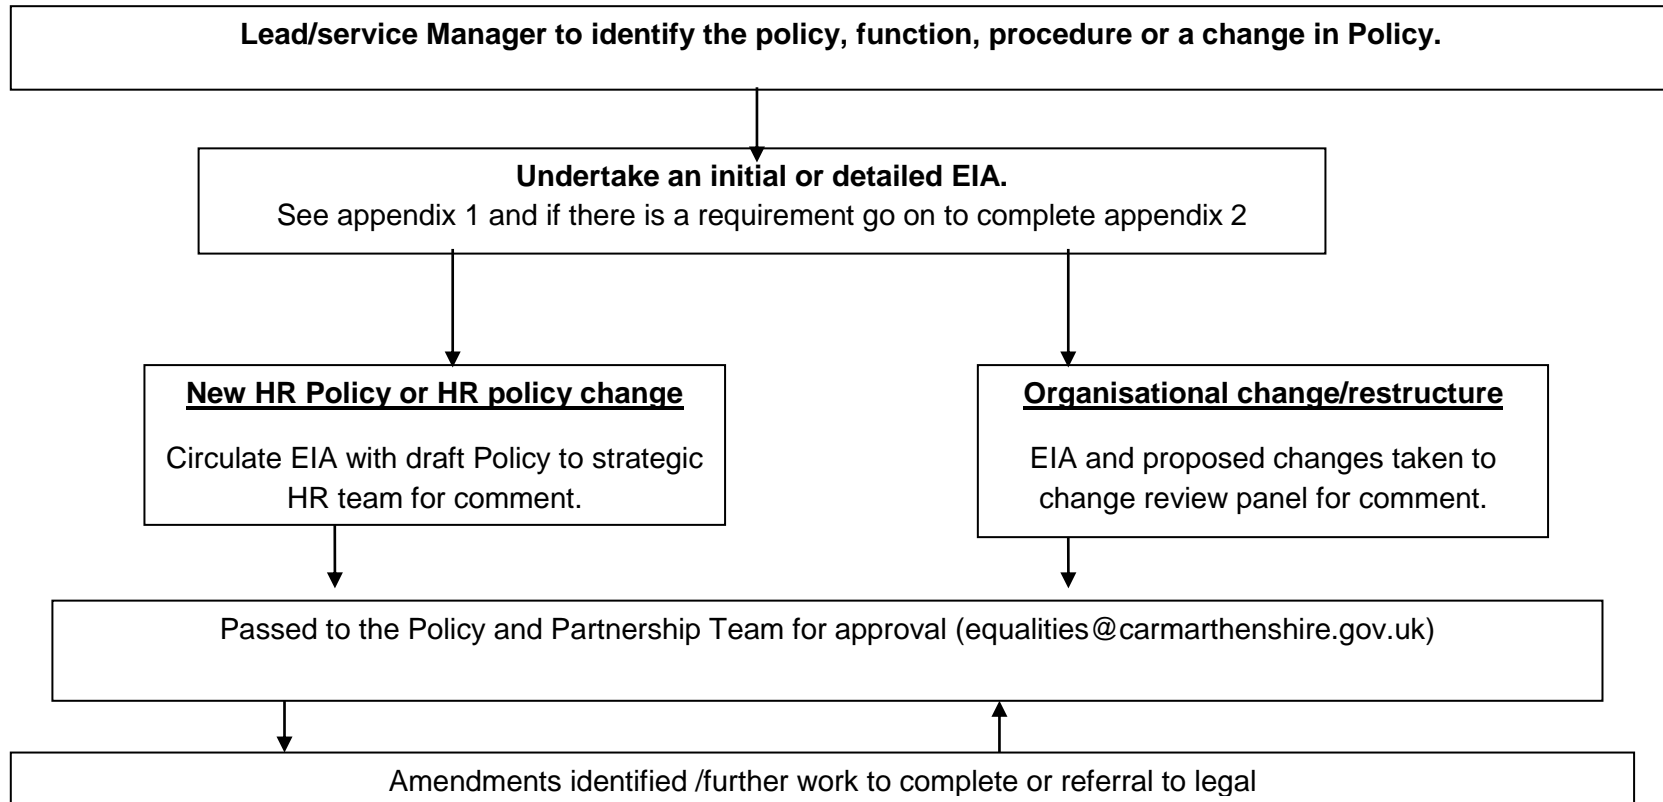 Lead/service Manager to identify the policy, function, procedure or a change in Policy.
Undertake an initial or detailed EIA.
See appendix 1 and if there is a requirement go on to complete appendix 2
New HR Policy or HR policy change
Circulate EIA with draft Policy to strategic
HR team for comment.
Organisational change/restructure
EIA and proposed changes taken to
change review panel for comment.
Passed to the Policy and Partnership Team for approval (equalities@carmarthenshire.gov.uk)
Amendments identified /further work to complete or referral to legal